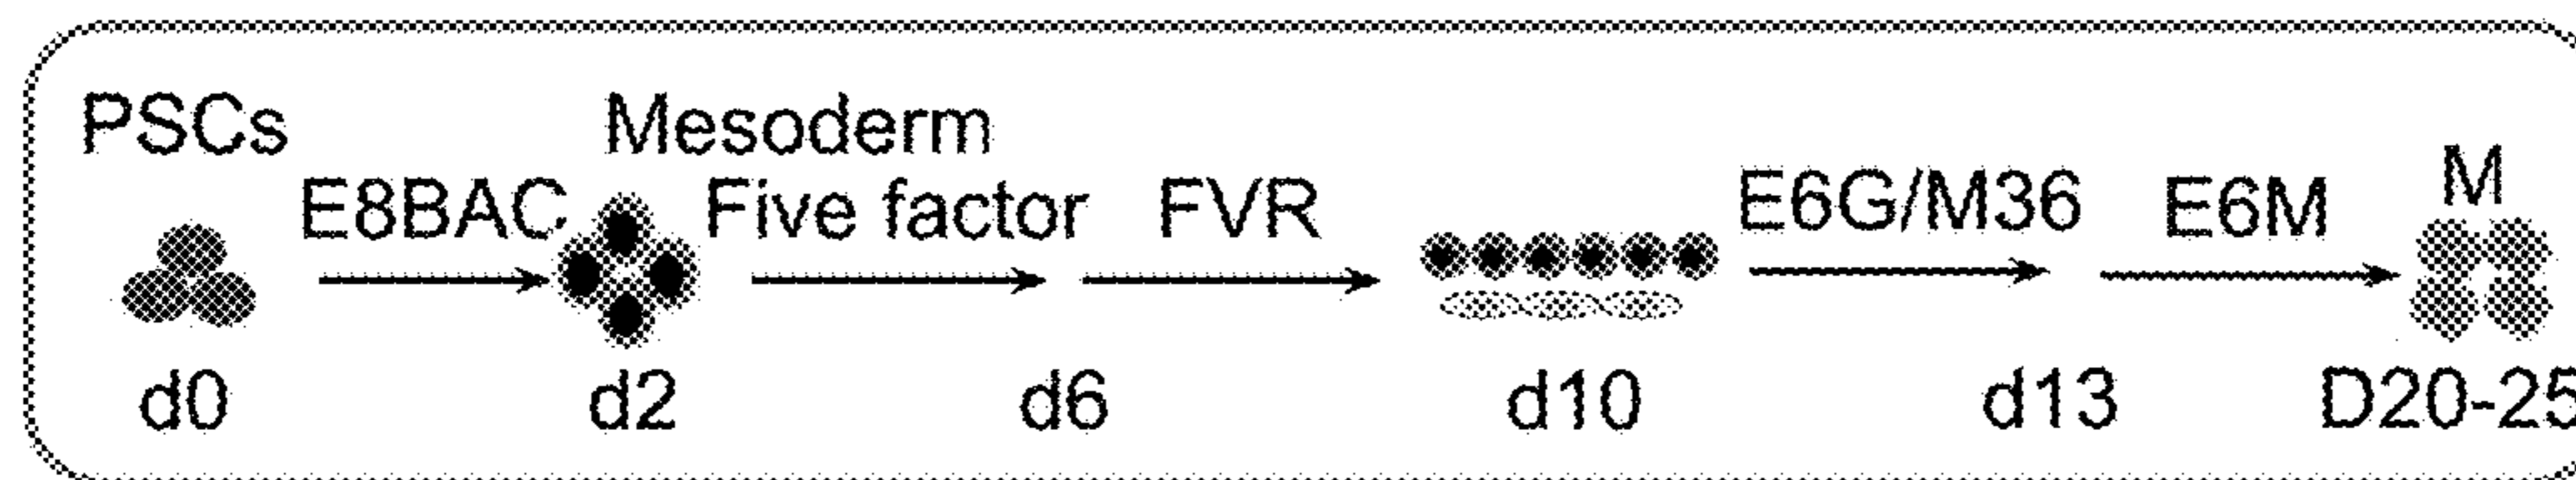 PSCs
Mesoderm
M
E8BAC
Five factor
FVR
E6G/M36
E6M
d0
d2
d6
d10
d13
D20-25